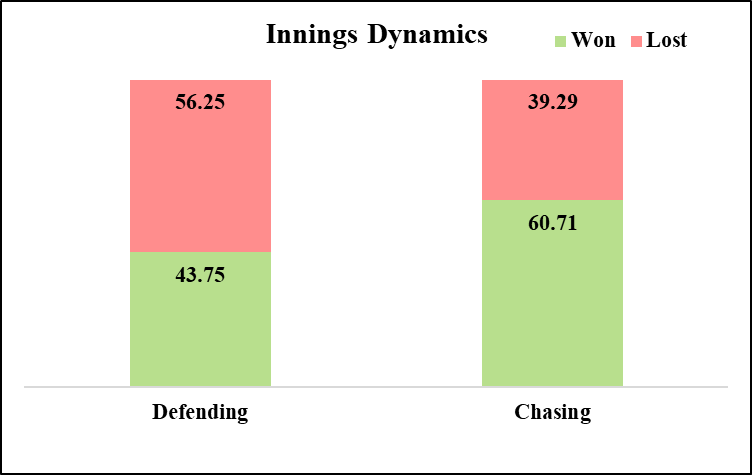 Innings Dynamics
Won Lost
56.25 39.29
60.71
43.75
Defending Chasing